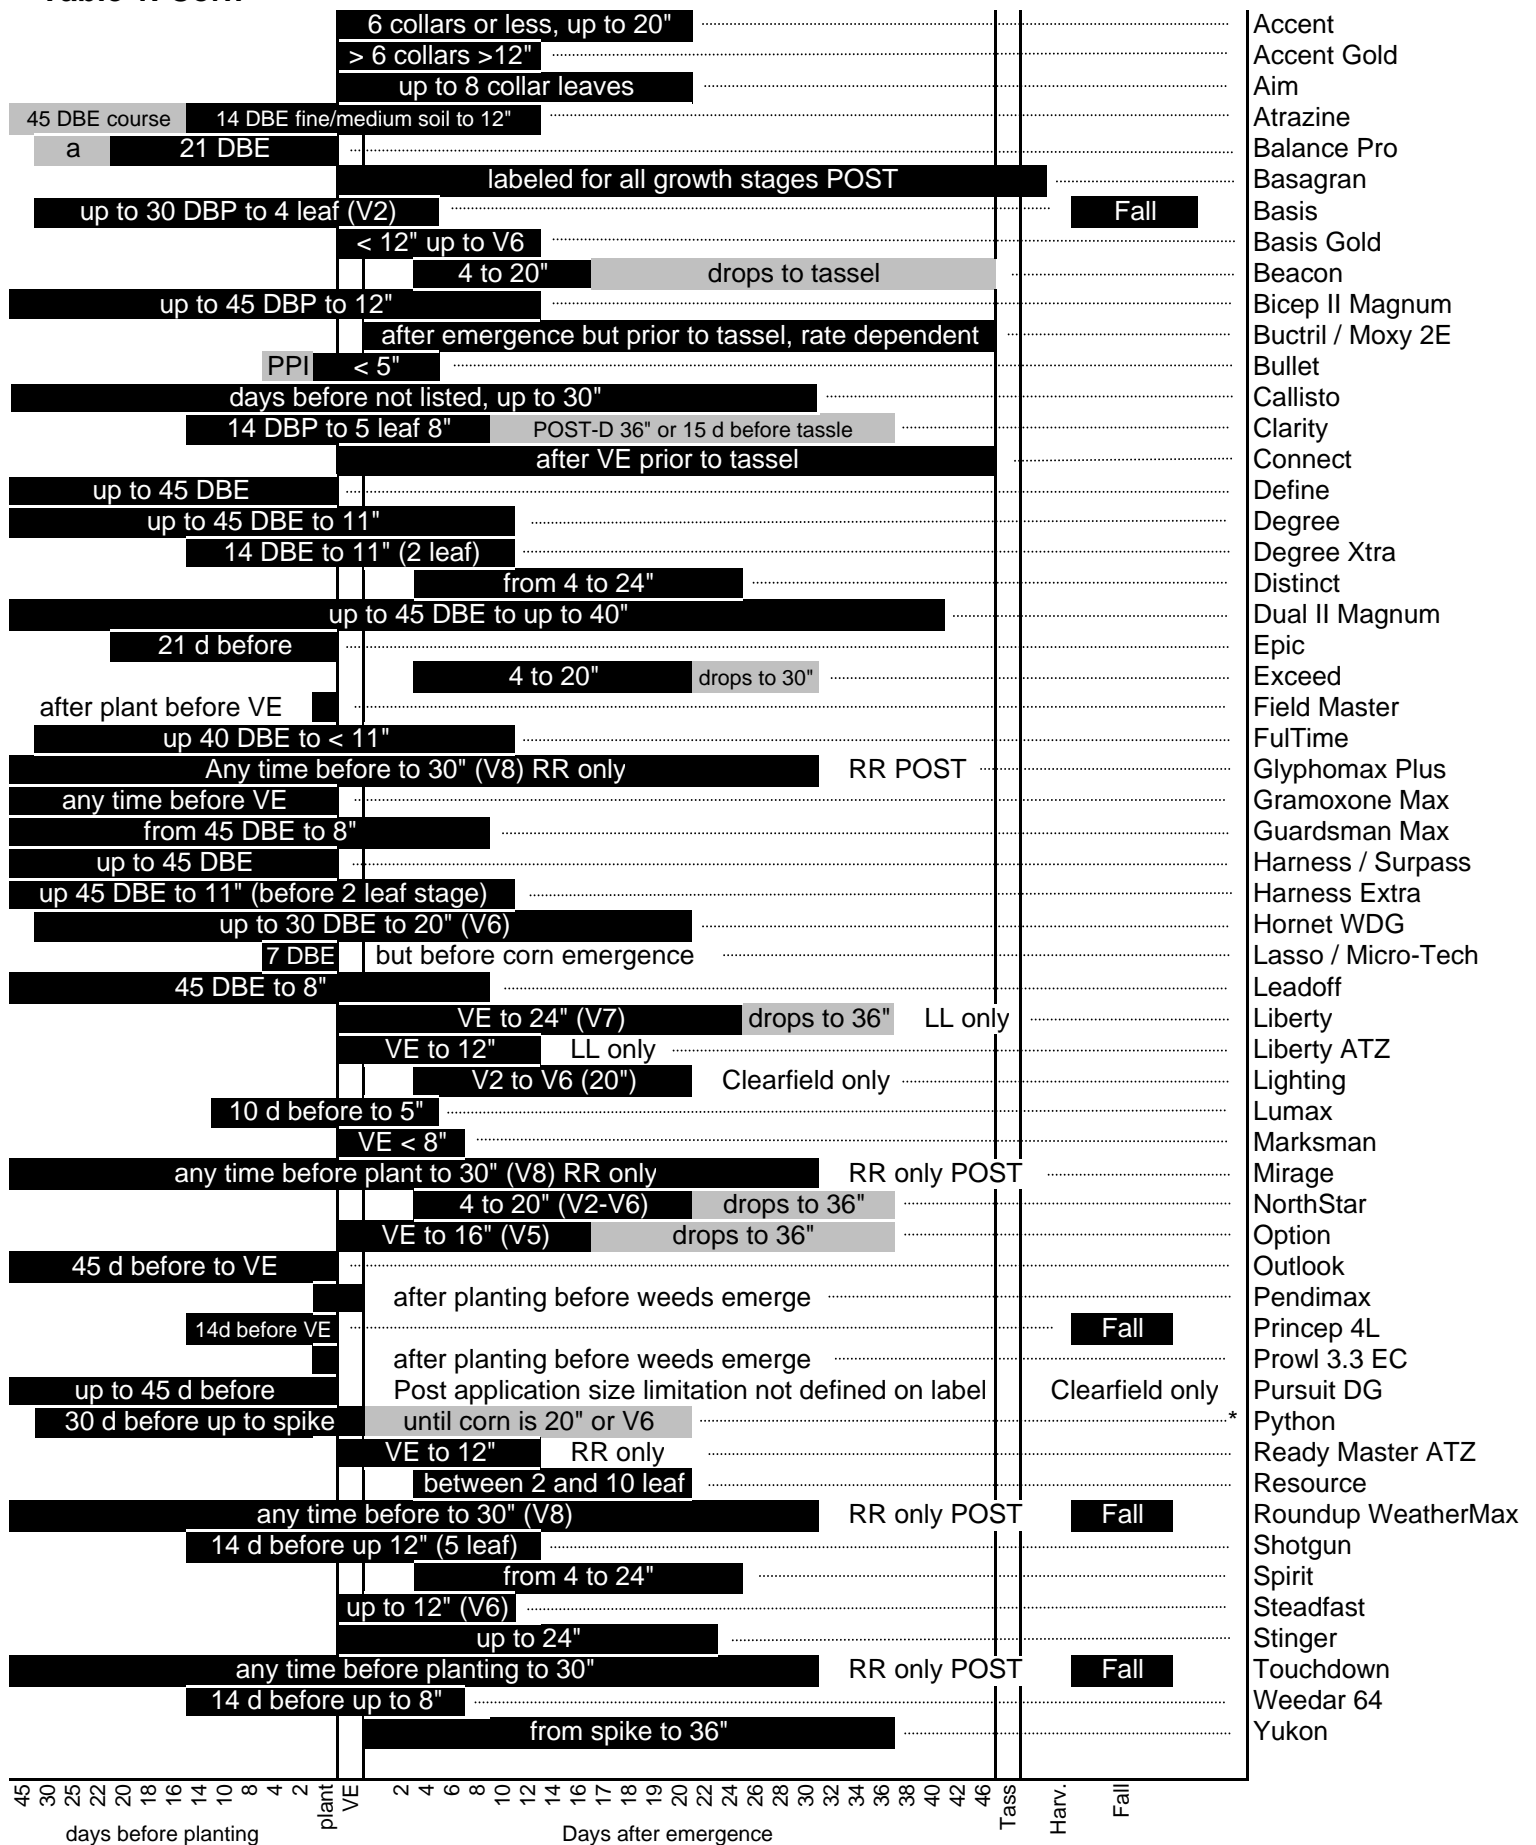 6 collars or less, up to 20" Accent
> 6 collars >12" Accent Gold
up to 8 collar leaves Aim
45 DBE course 14 DBE fine/medium soil to 12" Atrazine
a 21 DBE Balance Pro
labeled for all growth stages POST Basagran
up to 30 DBP to 4 leaf (V2) Fall Basis
< 12" up to V6 Basis Gold
4 to 20" drops to tassel Beacon
up to 45 DBP to 12" Bicep II Magnum
after emergence but prior to tassel, rate dependent Buctril / Moxy 2E
PPI < 5" Bullet
days before not listed, up to 30" Callisto
14 DBP to 5 leaf 8" POST-D 36" or 15 d before tassle Clarity
after VE prior to tassel Connect
up to 45 DBE Define
up to 45 DBE to 11" Degree
14 DBE to 11" (2 leaf) Degree Xtra
from 4 to 24" Distinct
up to 45 DBE to up to 40" Dual II Magnum
21 d before Epic
4 to 20" drops to 30" Exceed
after plant before VE Field Master
up 40 DBE to < 11" FulTime
Any time before to 30" (V8) RR only RR POST Glyphomax Plus
any time before VE Gramoxone Max
from 45 DBE to 8" Guardsman Max
up to 45 DBE Harness / Surpass
up 45 DBE to 11" (before 2 leaf stage) Harness Extra
up to 30 DBE to 20" (V6) Hornet WDG
7 DBE but before corn emergence Lasso / Micro-Tech
45 DBE to 8" Leadoff
VE to 24" (V7) drops to 36" LL only Liberty
VE to 12" LL only Liberty ATZ
V2 to V6 (20") Clearfield only Lighting
10 d before to 5" Lumax
VE < 8" Marksman
any time before plant to 30" (V8) RR only RR only POST Mirage
4 to 20" (V2-V6) drops to 36" NorthStar
VE to 16" (V5) drops to 36" Option
45 d before to VE Outlook
after planting before weeds emerge Pendimax
14d before VE Fall Princep 4L
after planting before weeds emerge Prowl 3.3 EC
up to 45 d before Post application size limitation not defined on label Clearfield only Pursuit DG
30 d before up to spike until corn is 20" or V6 * Python
VE to 12" RR only Ready Master ATZ
between 2 and 10 leaf Resource
any time before to 30" (V8) RR only POST Fall Roundup WeatherMax
14 d before up 12" (5 leaf) Shotgun
from 4 to 24" Spirit
up to 12" (V6) Steadfast
up to 24" Stinger
any time before planting to 30" RR only POST Fall Touchdown
14 d before up to 8" Weedar 64
from spike to 36" Yukon
45 30 25 22 20 18 16 14 10 8 4 2 plant VE 2 4 6 8 10 12 14 16 17 18 19 20 22 24 26 28 30 32 34 36 38 40 42 46 Tass Harv. Fall
days before planting Days after emergence